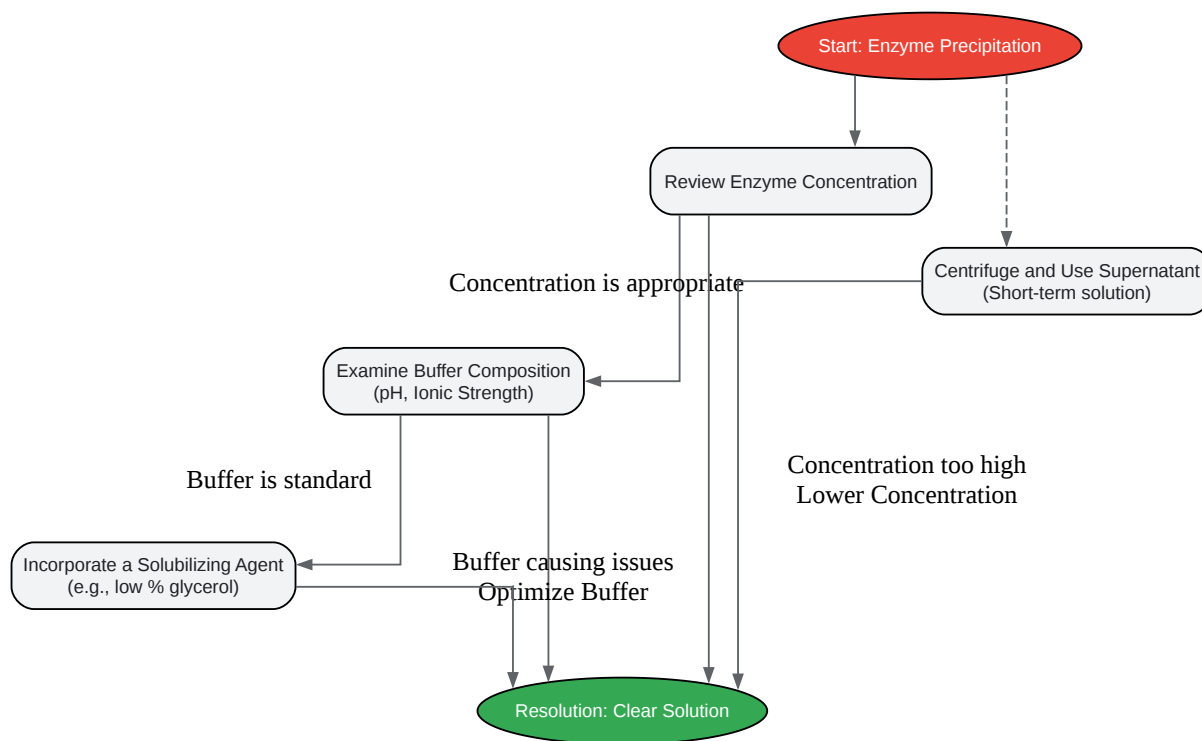 Start: Enzyme Precipitation
Review Enzyme Concentration
Centrifuge and Use Supernatant
(Short-term solution)
Concentration is appropriate
Examine Buffer Composition
(pH, Ionic Strength)
Concentration too high
Lower Concentration
Buffer is standard
Incorporate a Solubilizing Agent
(e.g., low % glycerol)
Buffer causing issues
Optimize Buffer
Resolution: Clear Solution